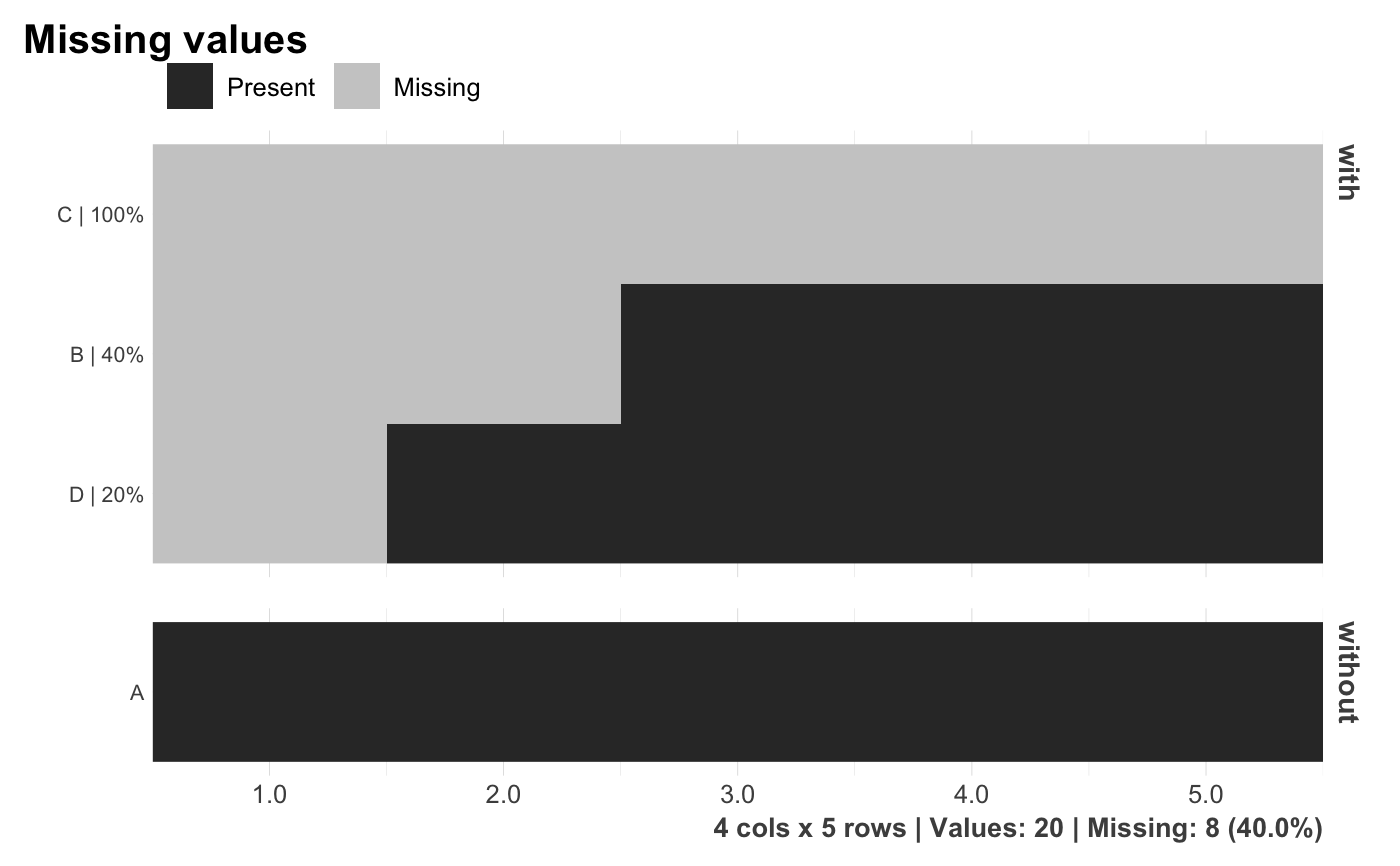 Missing values
Present Missing
with
C | 100%
B | 40%
D | 20%
without
A
1.0 2.0 3.0 4.0 5.0
4 cols x 5 rows | Values: 20 | Missing: 8 (40.0%)